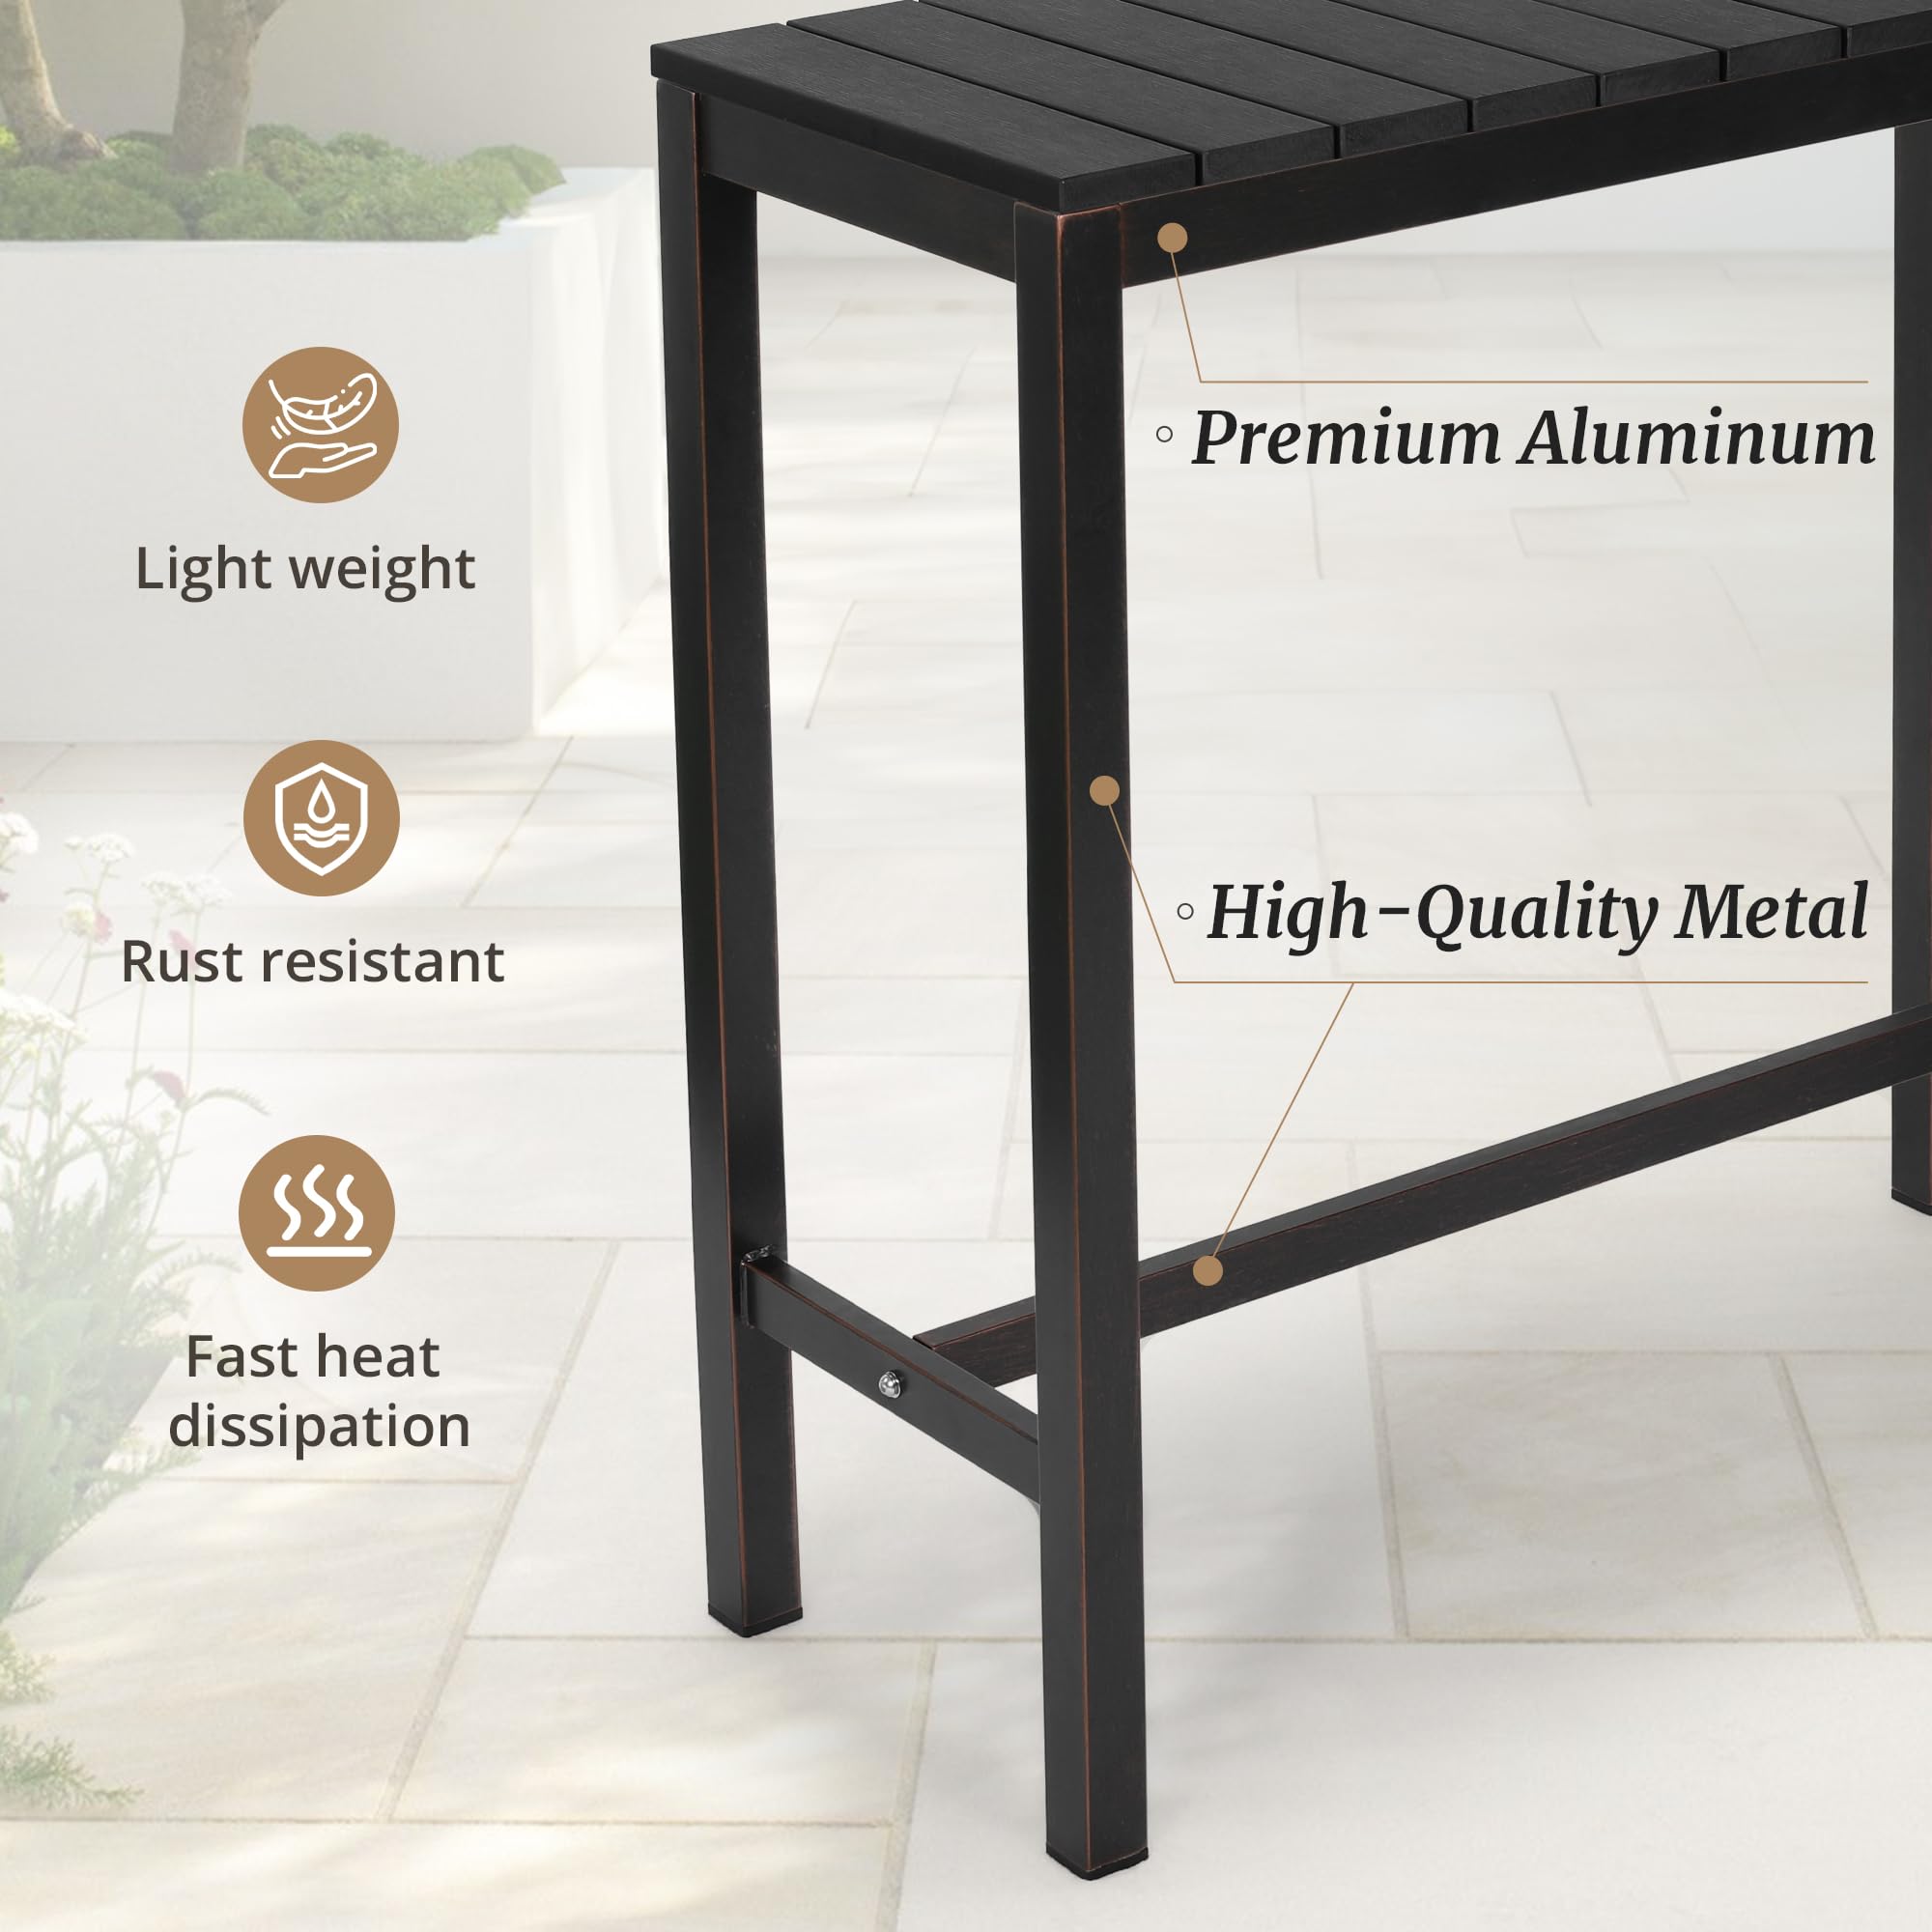 Premium Aluminum
Light weight
High-Quality Metal
Rust resistant
Fast heat
dissipation